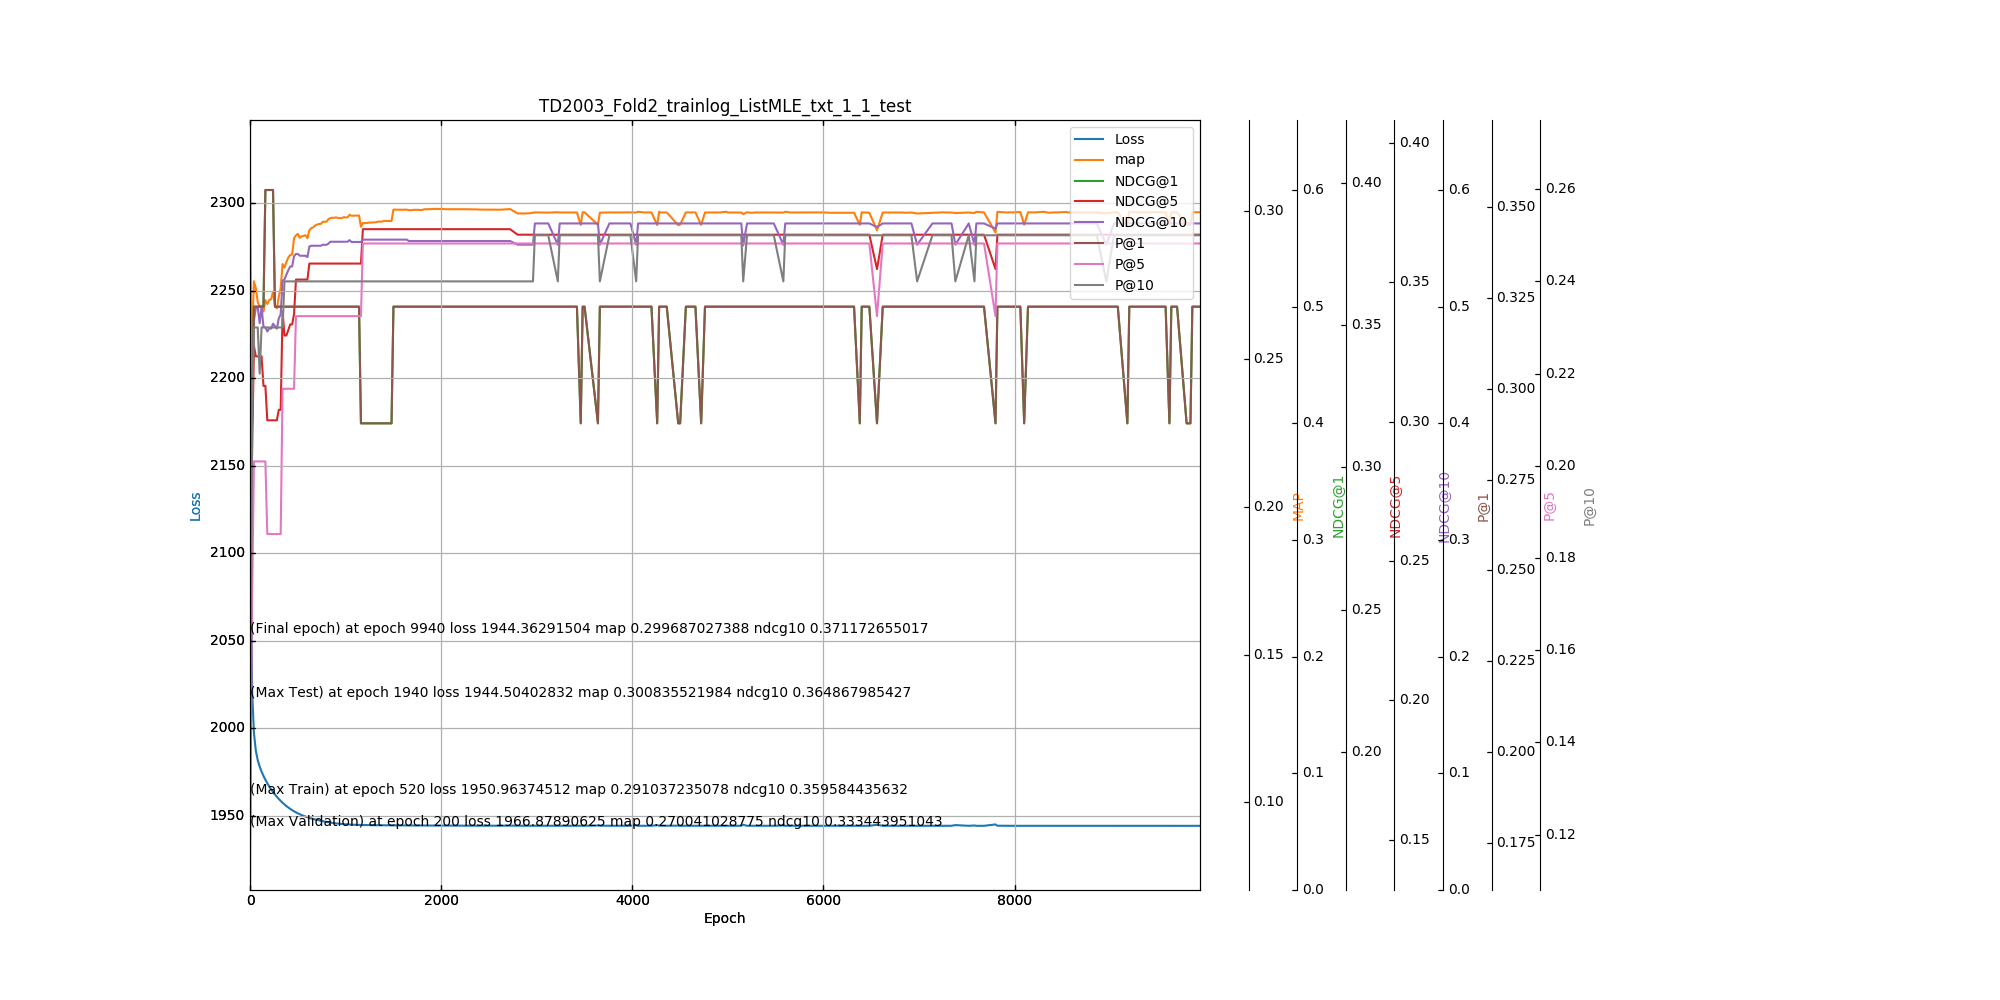 TD2003_Fold2_trainlog_ListMLE_txt_1_1_test
Loss
map
NDCG@1
NDCG@5
NDCG@10
P@1
P@5
P@10
2300
2250
2200
2150
2100
2050
2000
1950
Loss
(Final epoch) at epoch 9940 loss 1944.36291504 map 0.299687027388 ndcg10 0.371172655017
(Max Test) at epoch 1940 loss 1944.50402832 map 0.300835521984 ndcg10 0.364867985427
(Max Train) at epoch 520 loss 1950.96374512 map 0.291037235078 ndcg10 0.359584435632
(Max Validation) at epoch 200 loss 1966.87890625 map 0.270041028775 ndcg10 0.333443951043
0 2000 4000 6000 8000
Epoch
0.30
0.25
0.20
0.15
0.10
MAP
0.6
0.5
0.4
0.3
0.2
0.1
0.0
NDCG@1
0.40
0.35
0.30
0.25
0.20
NDCG@5
0.40
0.35
0.30
0.25
0.20
0.15
NDCG@10
0.6
0.5
0.4
0.3
0.2
0.1
0.0
P@1
0.350
0.325
0.300
0.275
0.250
0.225
0.200
0.175
P@5
0.26
0.24
0.22
0.20
0.18
0.16
0.14
0.12
P@10